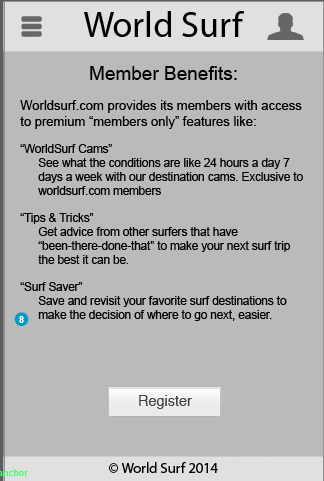 World Surf
Member Benefits:
Worldsurf.com provides its members with access
to premium “members only” features like:
“WorldSurf Cams”
See what the conditions are like 24 hours a day 7
days a week with our destination cams. Exclusive to
worldsurf.com members
“Tips & Tricks”
Get advice from other surfers that have
“been-there-done-that” to make your next surf trip
the best it can be.
“Surf Saver”
Save and revisit your favorite surf destinations to
8 make the decision of where to go next, easier.
Register
anchor
© World Surf 2014